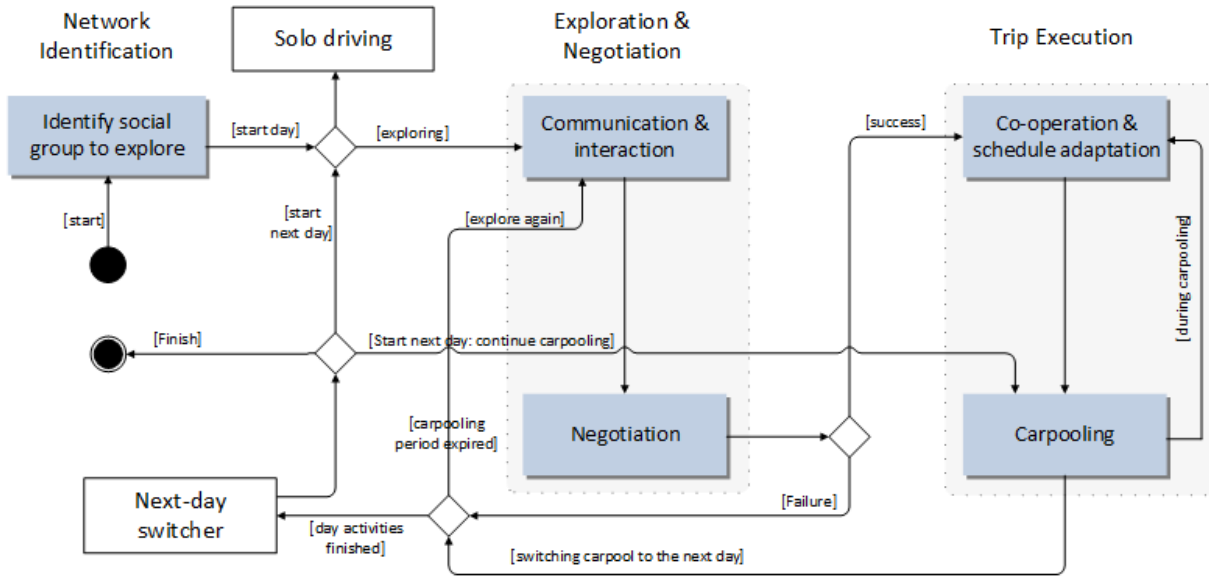 Network
Identification
Solo driving
Exploration &
Negotiation
Trip Execution
Identify social
group to explore
[start day]
[exploring]
Communication &
interaction
[success]
Co-operation &
schedule adaptation
[start]
[start
next day]
[explore again]
[during carpooling]
[Finish]
[Start next day: continue carpooling]
[carpooling
period expired]
Negotiation
Carpooling
Next-day
switcher
[day activities
finished]
[Failure]
[switching carpool to the next day]